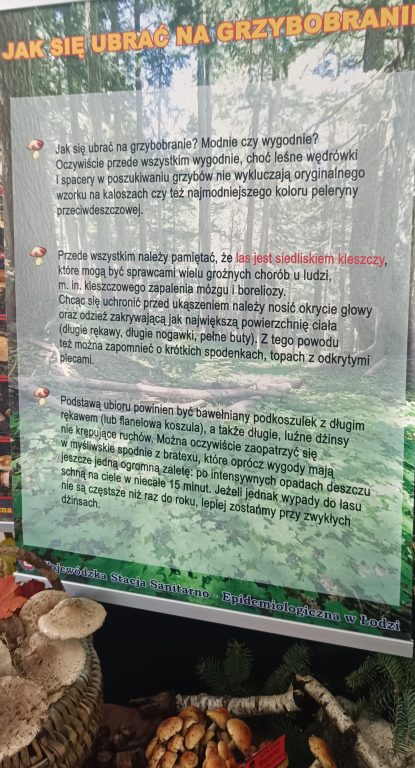 JAK SIĘ UBRAĆ NA GRZYBOBRANIE
Jak się ubrać na grzybobranie? Modnie czy wygodnie?
Oczywiście przede wszystkim wygodnie, choć leśne wędrówki
i spacery w poszukiwaniu grzybów nie wykluczają oryginalnego
wzorku na kaloszach czy też najmodniejszego koloru peleryny
przeciwdeszczowej.
Przede wszystkim należy pamiętać, że las jest siedliskiem kleszczy,
które mogą być sprawcami wielu groźnych chorób u ludzi,
m. in. kleszczowego zapalenia mózgu i boreliozy.
Chcąc się uchronić przed ukąszeniem należy nosić okrycie głowy
oraz odzież zakrywającą jak największą powierzchnię ciała
(długie rękawy, długie nogawki, pełne buty). Z tego powodu
też można zapomnieć o krótkich spodenkach, topach z odkrytymi
plecami.
Podstawą ubioru powinien być bawełniany podkoszulek z długim
rękawem (lub flanelowa koszula), a także długie, luźne dżinsy
nie krępujące ruchów. Można oczywiście zaopatrzyć się
w myśliwskie spodnie z bratexu, które oprócz wygody mają
jeszcze jedną ogromną zaletę: po intensywnych opadach deszczu
schną na ciele w niecałe 15 minut. Jeżeli jednak wypady do lasu
nie są częstsze niż raz do roku, lepiej zostańmy przy zwykłych
dżinsach.
Wojewódzka Stacja Sanitarno - Epidemiologiczna w Łodzi